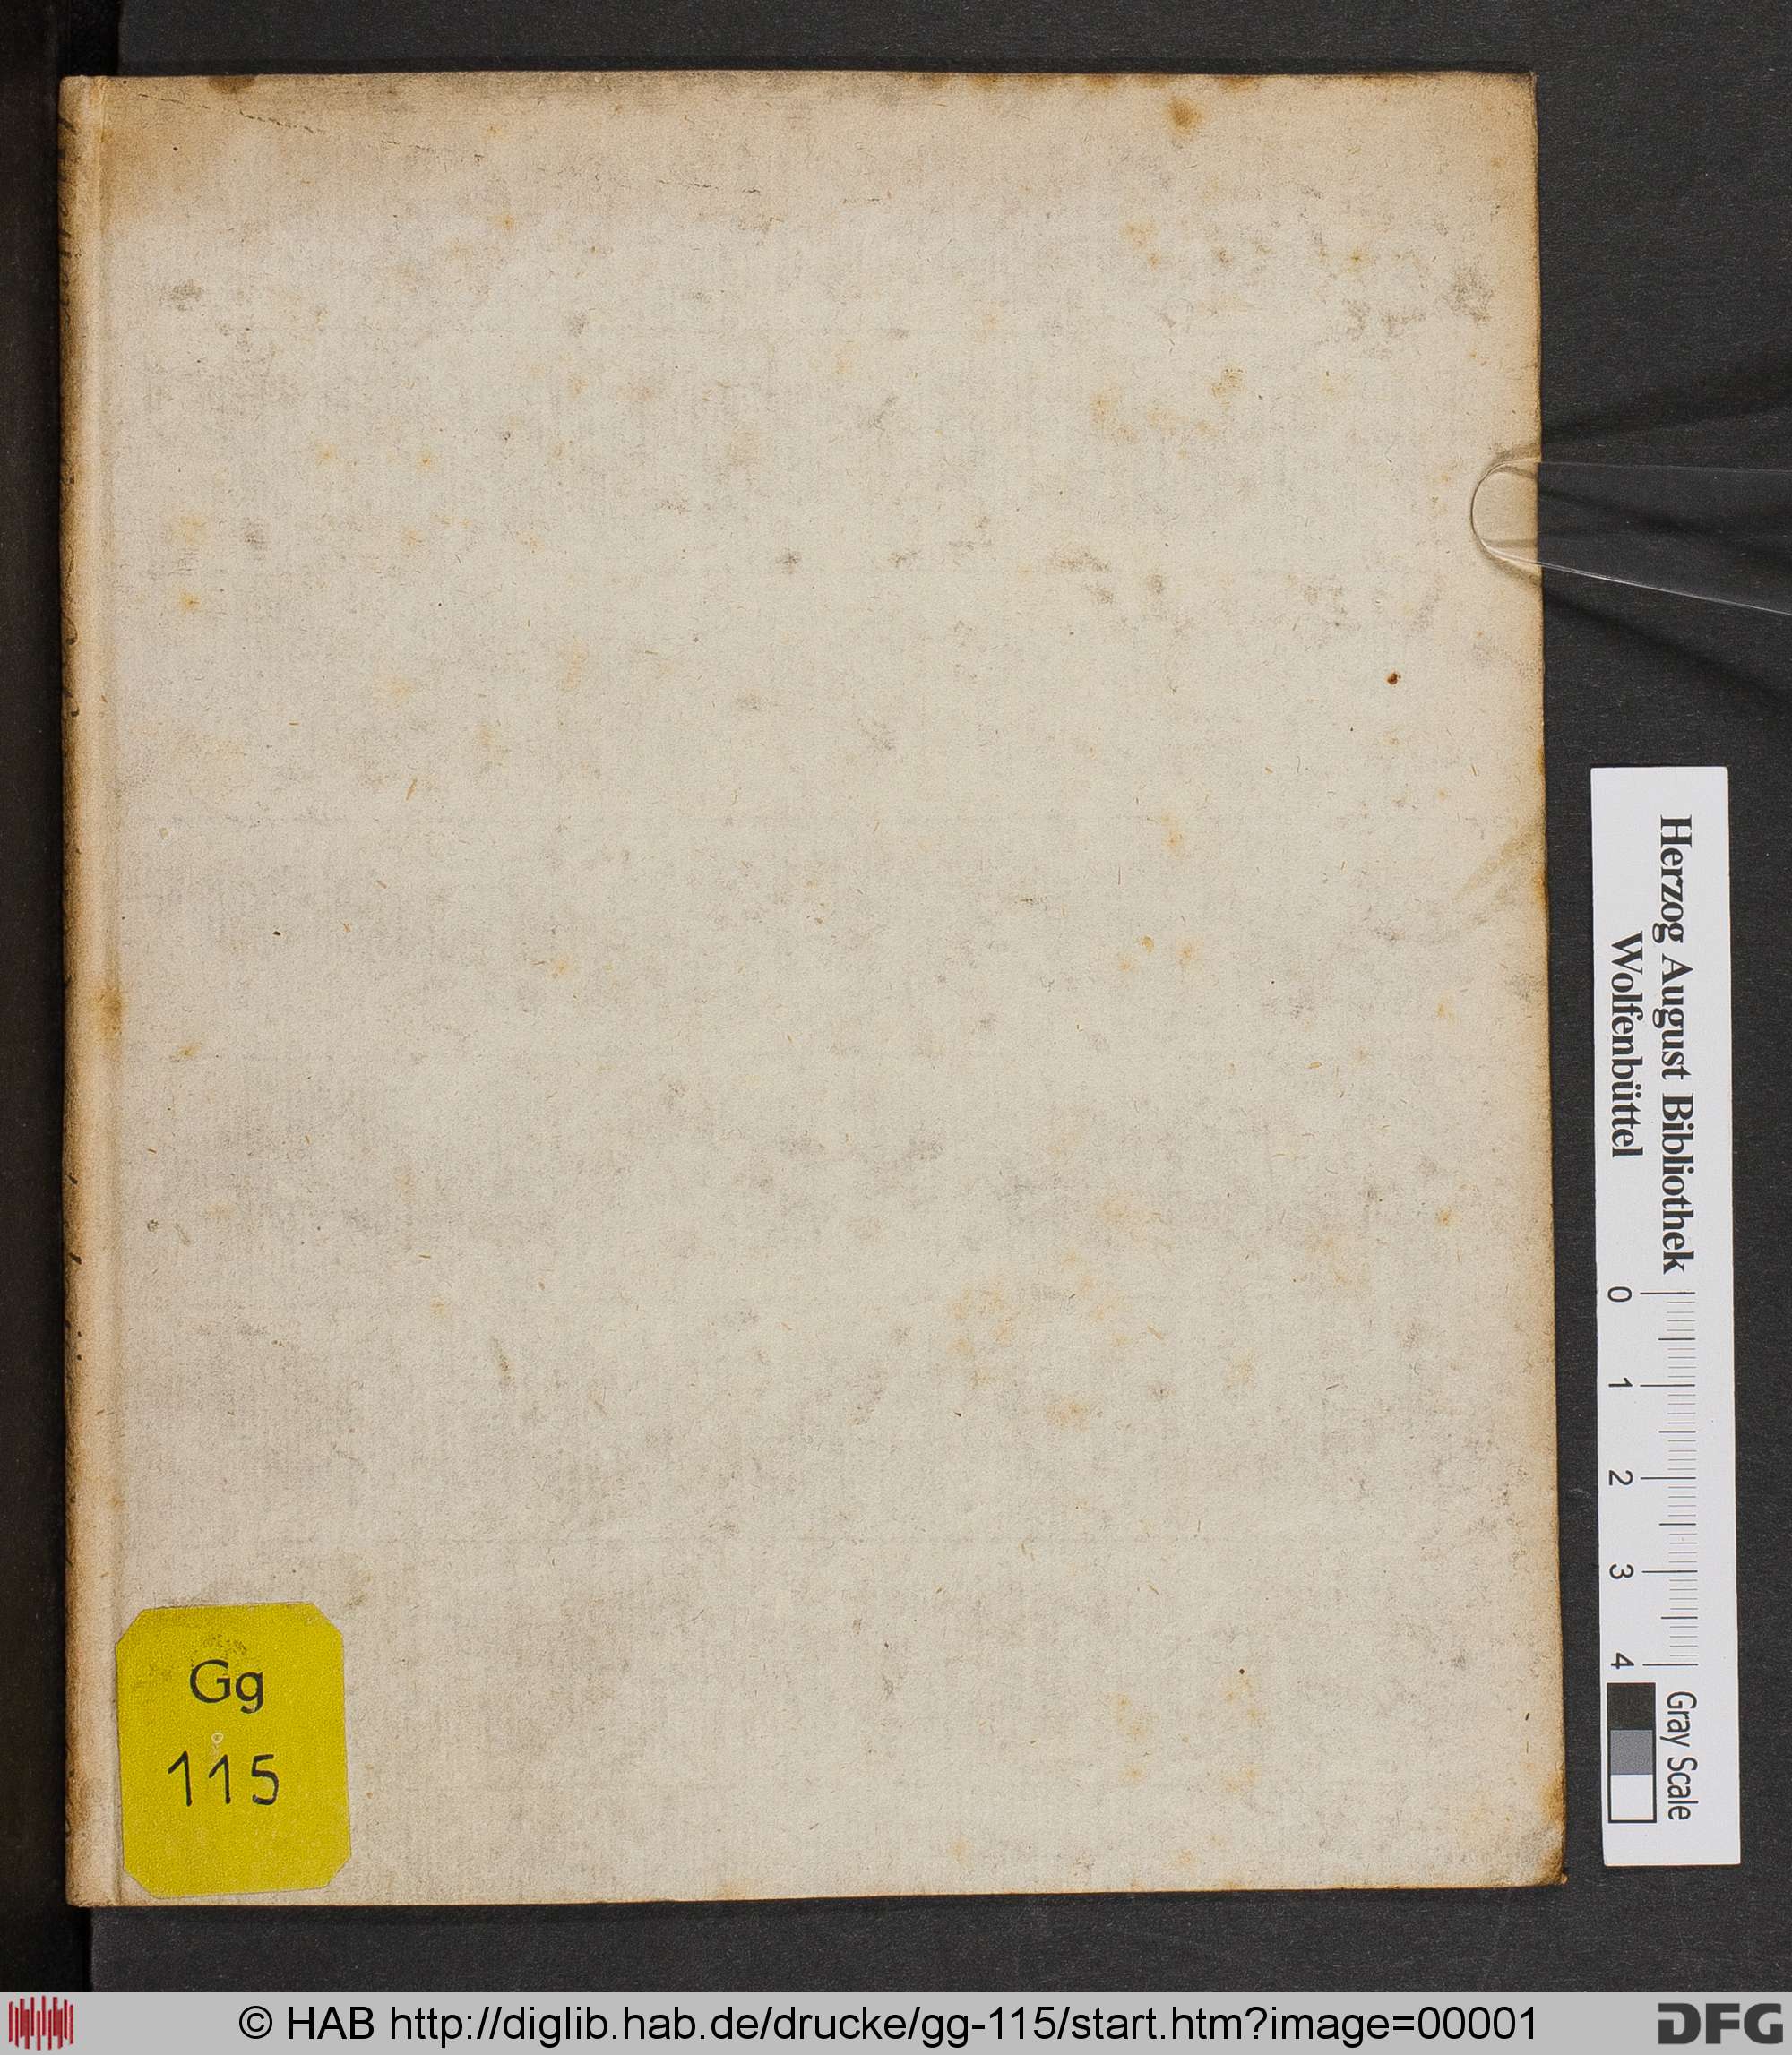 Gg
115
Herzog August Bibliothek
Wolfenbüttel
0 1 2 3 4
Gray Scale
© HAB http://diglib.hab.de/drucke/gg-115/start.htm?image=00001
DFG